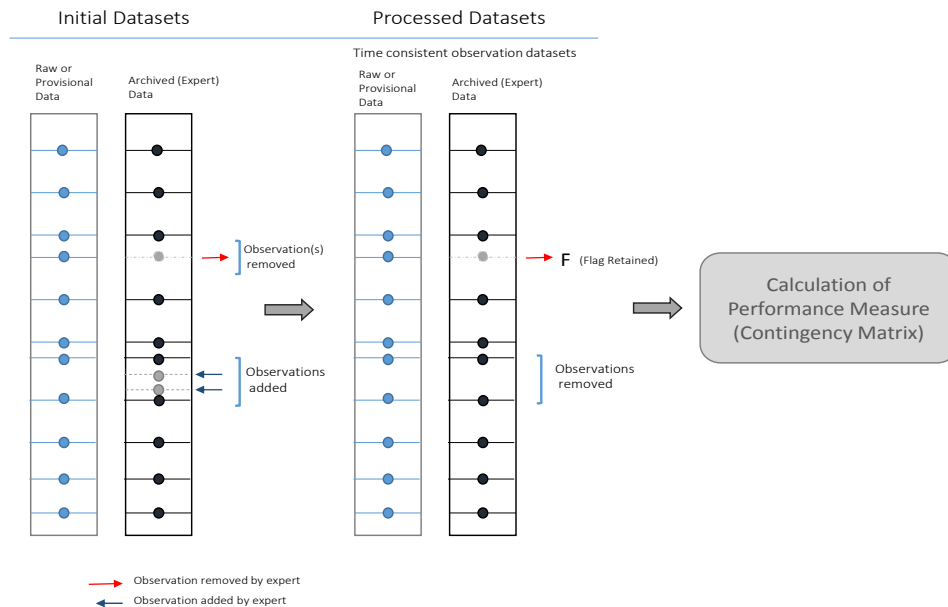 Initial Datasets
Processed Datasets
Time consistent observation datasets
Raw or
Provisional
Data
Archived (Expert)
Data
Raw or
Provisional
Data
Archived (Expert)
Data
Observation(s)
removed
F (Flag Retained)
Calculation of
Performance Measure
(Contingency Matrix)
Observations
added
Observations
removed
Observation removed by expert
Observation added by expert